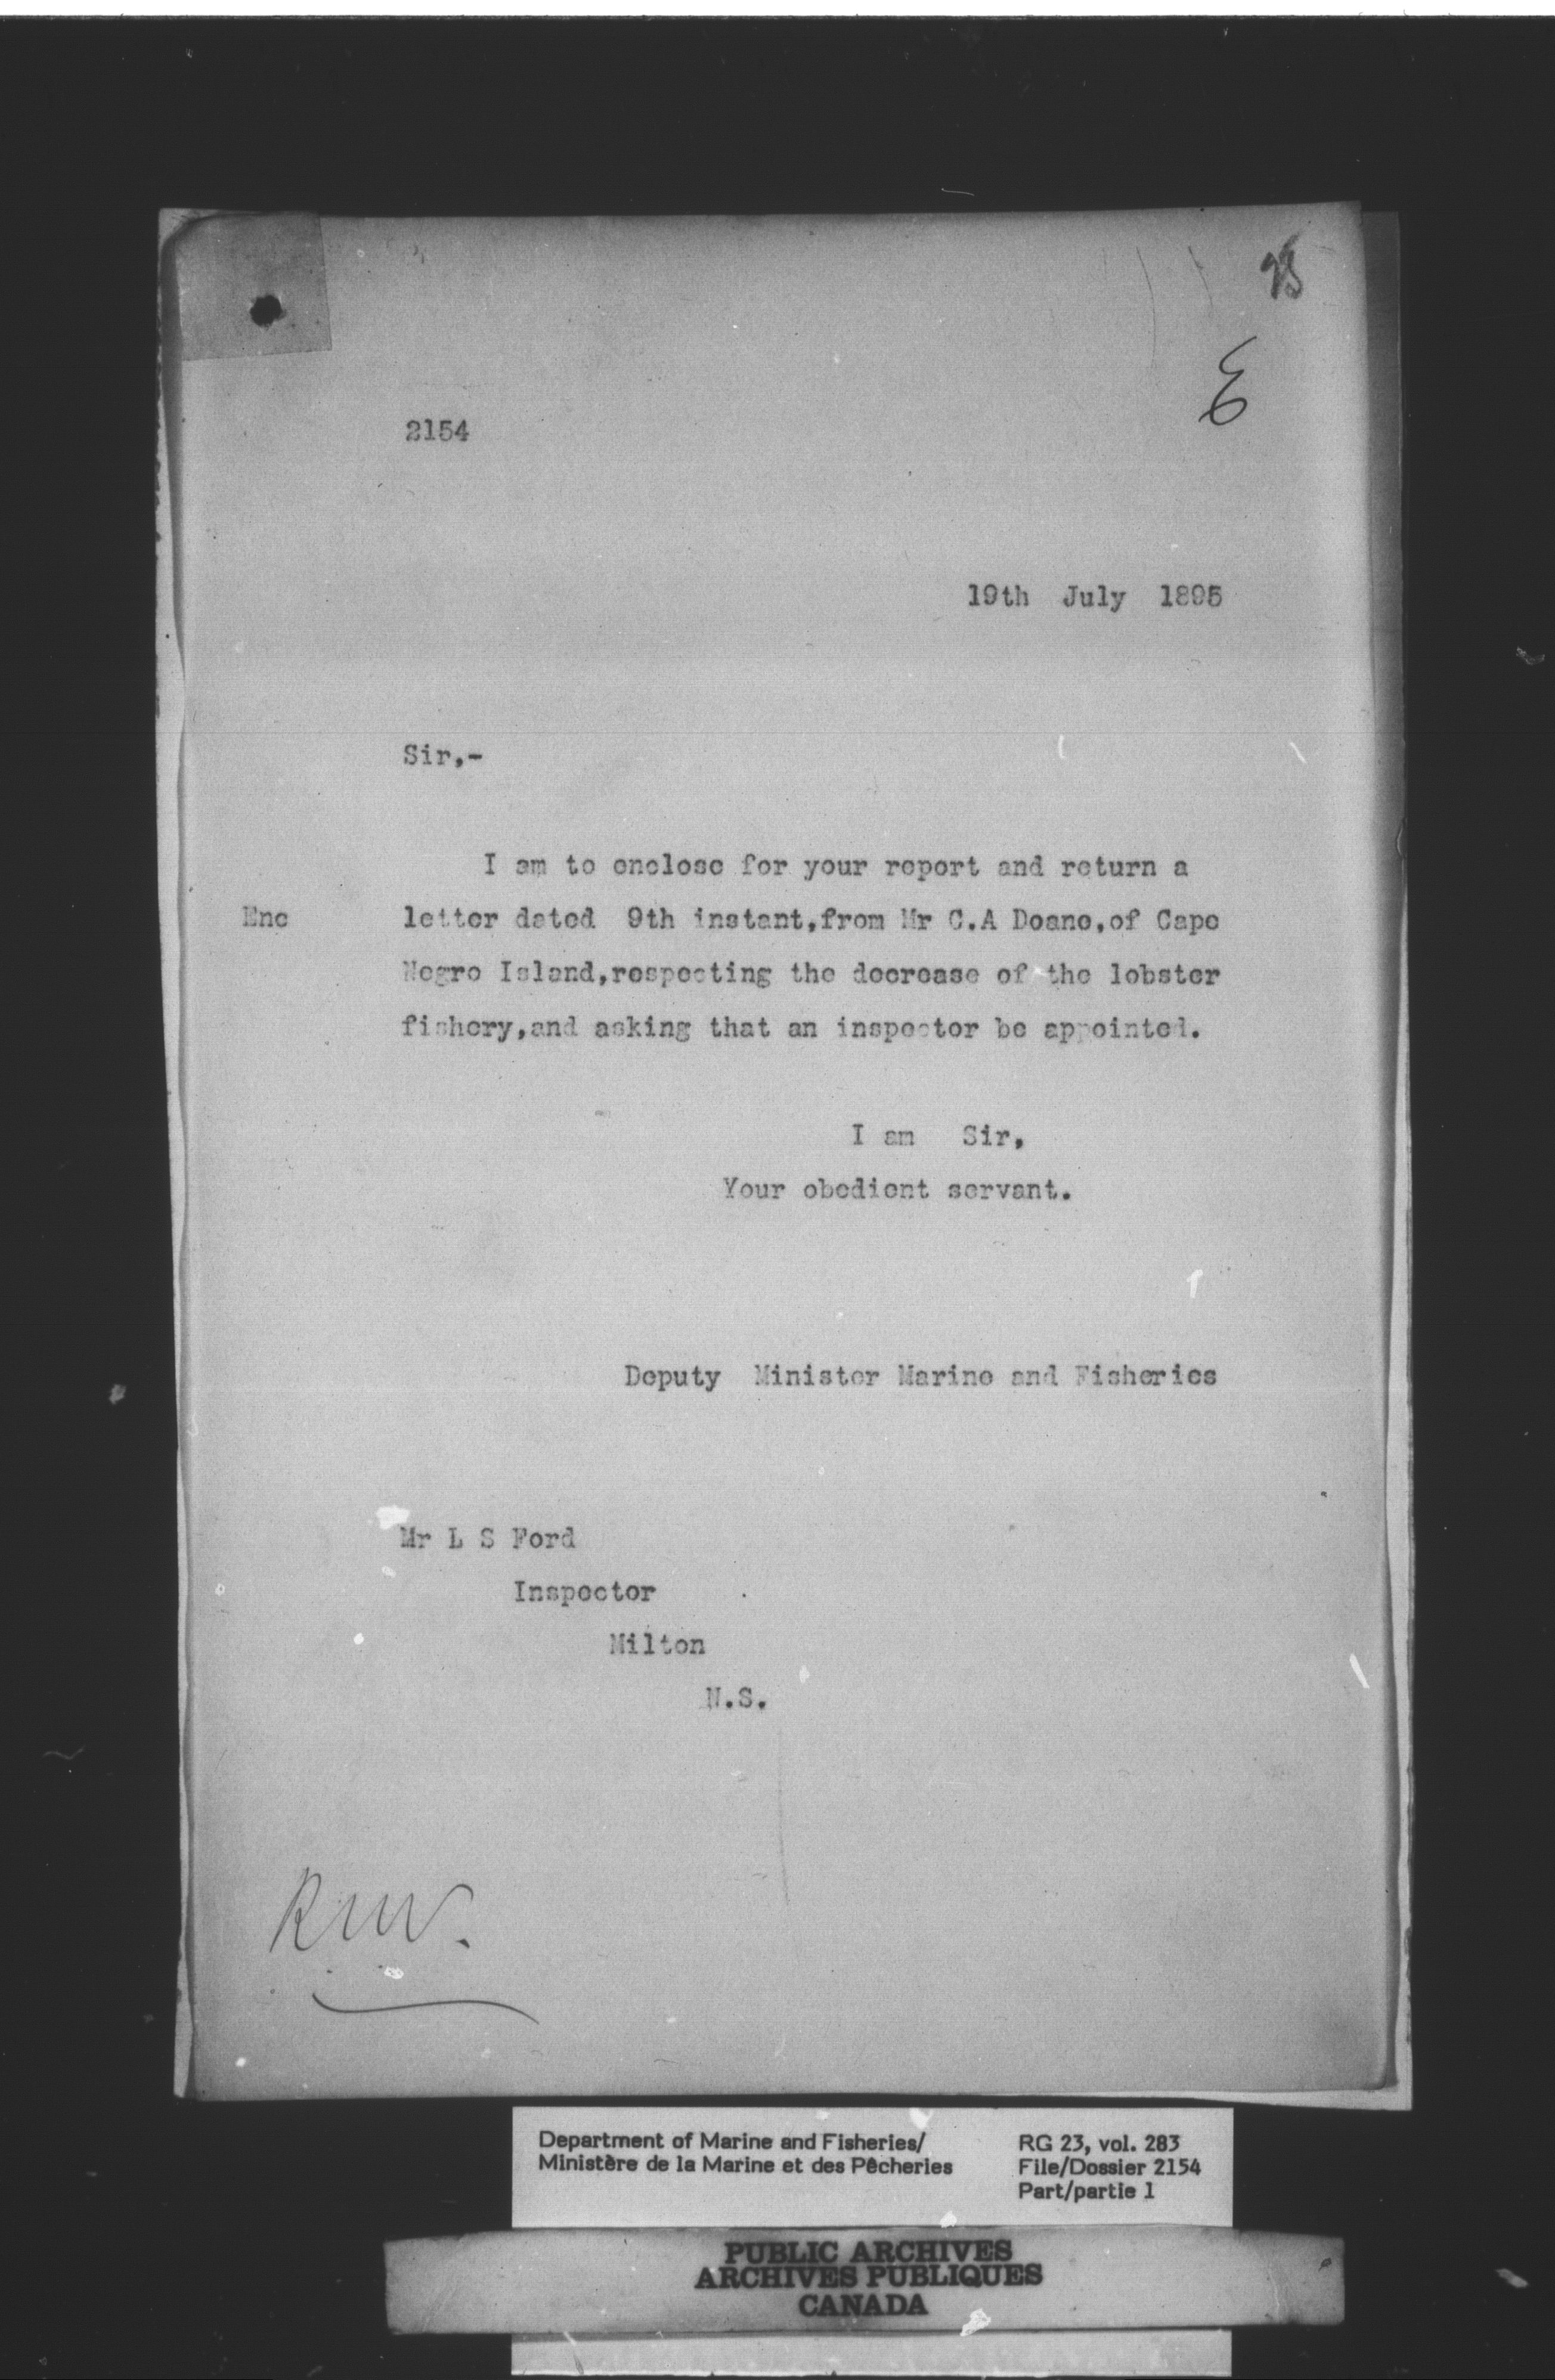 E
2154
19th July 1895
Sir,-
I am to enclose for your report and return a
Enc letter dated 9th instant,from Mr C.A Doane,of Cape
Negro Island,respecting the decrease of the lobster
fishery,and asking that an inspector be appointed.
I am Sir,
Your obedient servant.
Deputy Minister Marine and Fisheries
Mr L S Ford
Inspector
Milton
N.S.
Department of Marine and Fisheries/
Ministère de la Marine et des Pêcheries
RG 23, vol. 283
File/Dossier 2154
Part/partie 1
PUBLIC ARCHIVES
ARCHIVES PUBLIQUES
CANADA